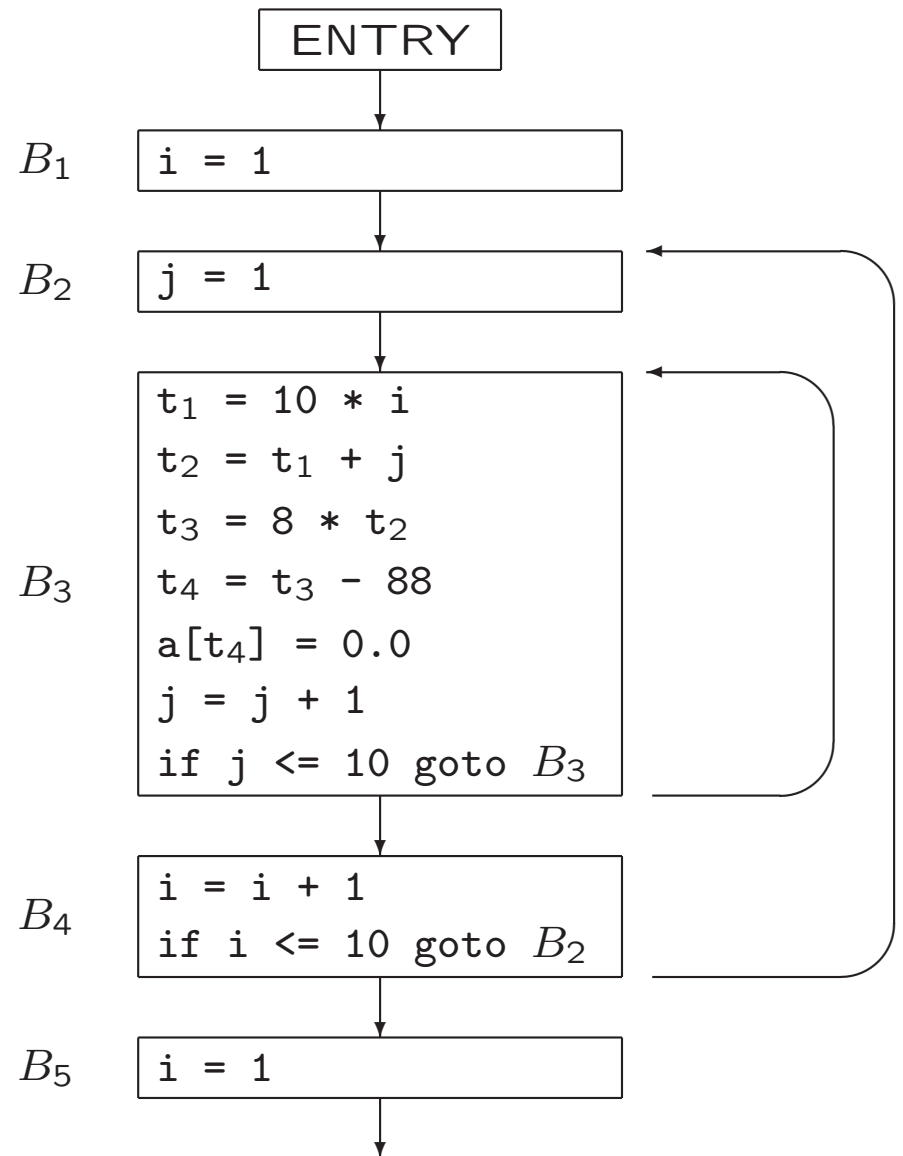 ENTRY
B₁ i = 1
B₂ j = 1
t₁ = 10 * i
t₂ = t₁ + j
t₃ = 8 * t₂
B₃ t₄ = t₃ - 88
a[t₄] = 0.0
j = j + 1
if j <= 10 goto B₃
i = i + 1
B₄
if i <= 10 goto B₂
B₅ i = 1